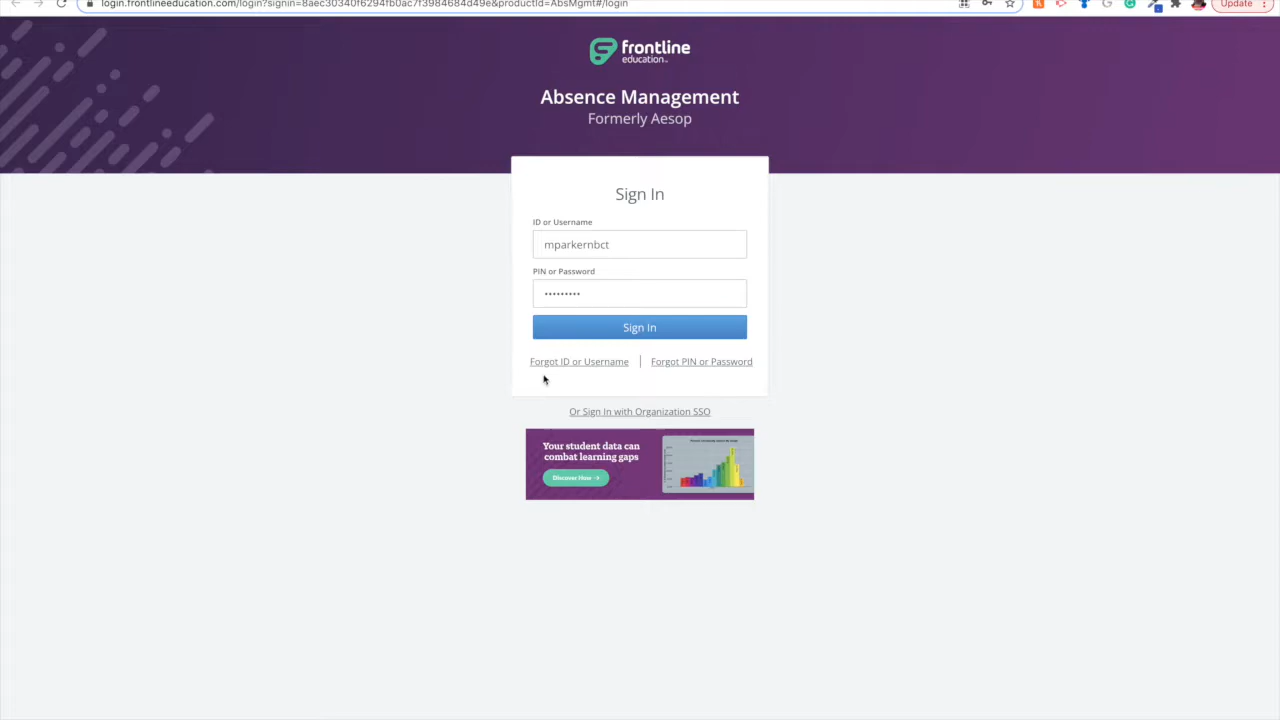 login.frontlineeducation.com/login?signin=8aec30340f6294fb0ac7f3984684d49e&productId=AbsMgmt#/login
Update
frontline
education
Absence Management
Formerly Aesop
Sign In
ID or Username
mparkernbct
PIN or Password
•••••••••
Sign In
Forgot ID or Username | Forgot PIN or Password
Or Sign In with Organization SSO
Your student data can
combat learning gaps
Discover Now →